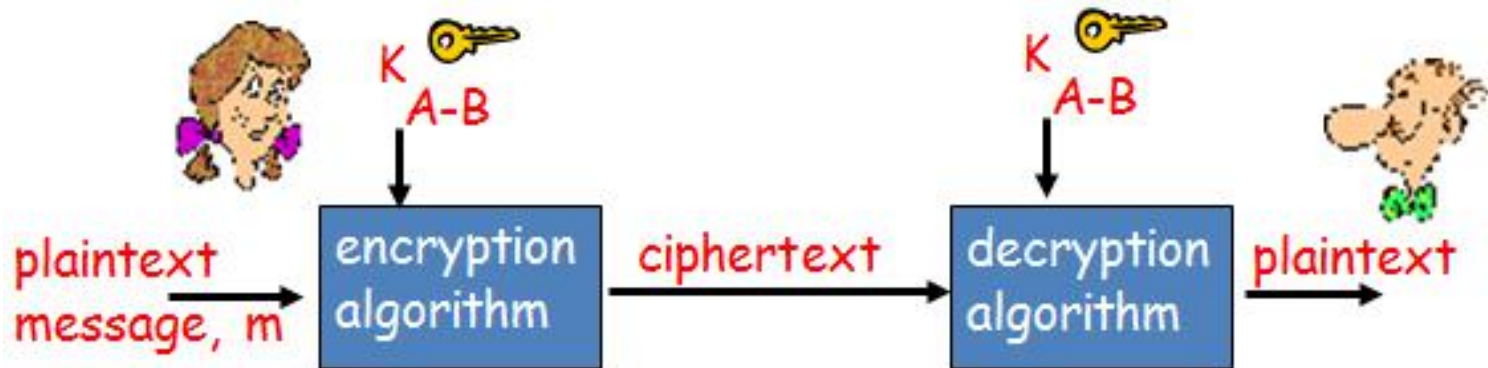 K
A-B
K
A-B
plaintext
message, m
encryption
algorithm
ciphertext
decryption
algorithm
plaintext